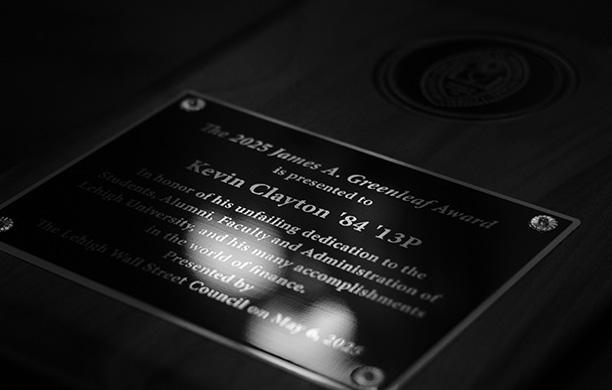 The 2025 James A. Greenleaf Award
is presented to
Kevin Clayton '84 '13P
In honor of his unfailing dedication to the
Students, Alumni, Faculty and Administration of
Lehigh University, and his many accomplishments
in the world of finance.
Presented by
The Lehigh Wall Street Council on May 6, 2025